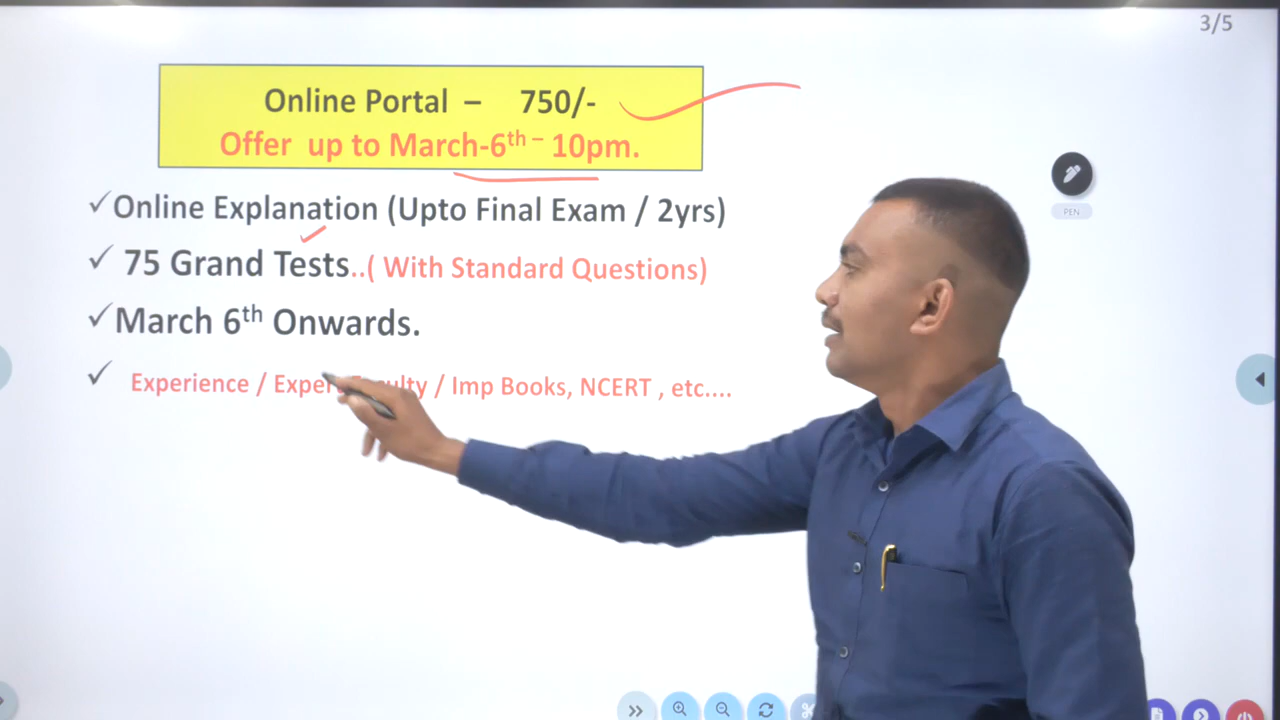 3/5
Online Portal – 750/-
Offer up to March-6th – 10pm.
✓Online Explanation (Upto Final Exam / 2yrs)
✓ 75 Grand Tests..( With Standard Questions)
✓March 6th Onwards.
✓ Experience / / Imp Books, NCERT , etc....
PEN